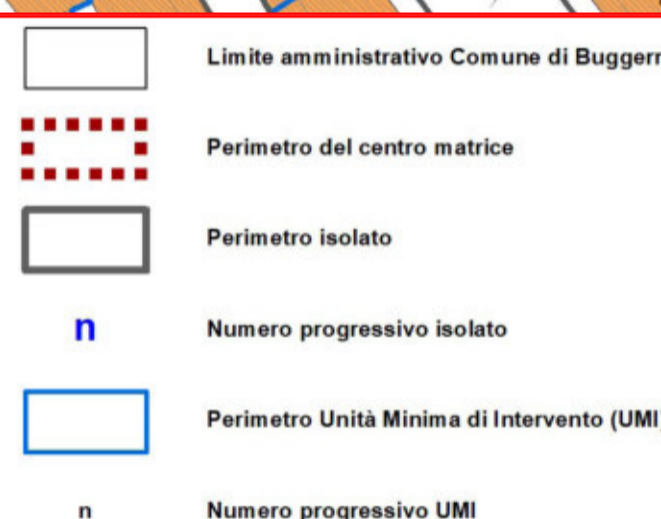 Limite amministrativo Comune di
Perimetro del centro matrice
Perimetro isolato
n Numero progressivo isolato
Perimetro Unità Minima di Intervento (UMI
n Numero progressivo UMI